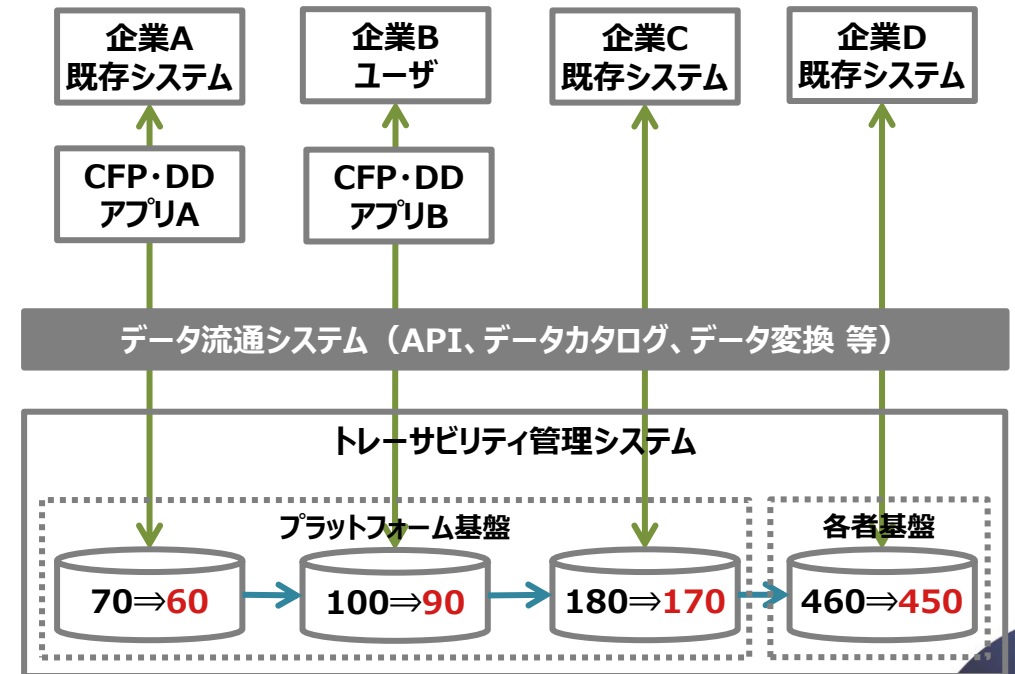 企業A
既存システム
企業B
ユーザ
企業C
既存システム
企業D
既存システム
CFP・DD
アプリA
CFP・DD
アプリB
データ流通システム（API、データカタログ、データ変換 等）
トレーサビリティ管理システム
プラットフォーム基盤
各者基盤
70⇒60
100⇒90
180⇒170
460⇒450